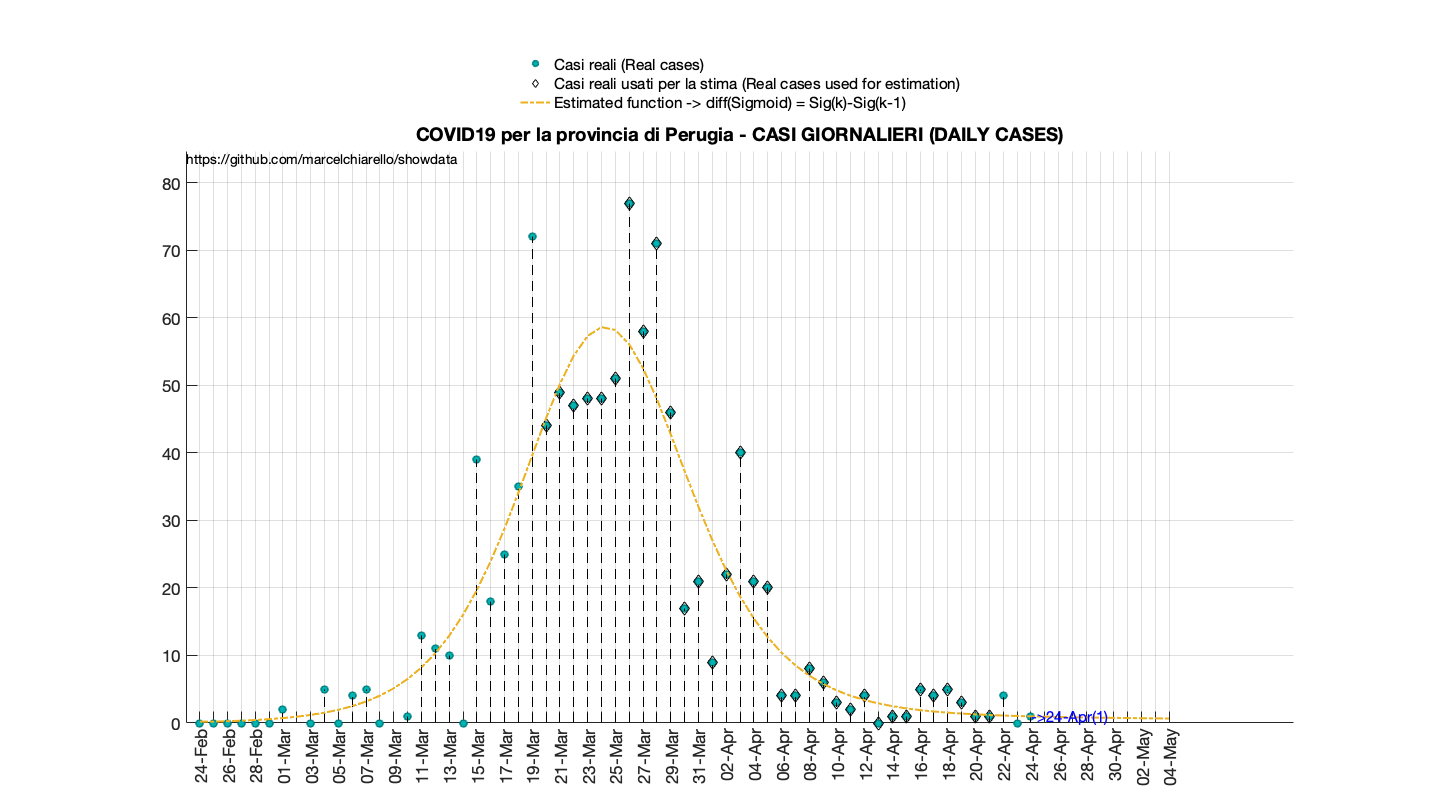 Casi reali (Real cases)
Casi reali usati per la stima (Real cases used for estimation)
Estimated function -> diff(Sigmoid) = Sig(k)-Sig(k-1)
COVID19 per la provincia di Perugia - CASI GIORNALIERI (DAILY CASES)
https://github.com/marcelchiarello/showdata
80
70
60
50
40
30
20
10
0
>24-Apr(1)
24-Feb
26-Feb
28-Feb
01-Mar
03-Mar
05-Mar
07-Mar
09-Mar
11-Mar
13-Mar
15-Mar
17-Mar
19-Mar
21-Mar
23-Mar
25-Mar
27-Mar
29-Mar
31-Mar
02-Apr
04-Apr
06-Apr
08-Apr
10-Apr
12-Apr
14-Apr
16-Apr
18-Apr
20-Apr
22-Apr
24-Apr
26-Apr
28-Apr
30-Apr
02-May
04-May